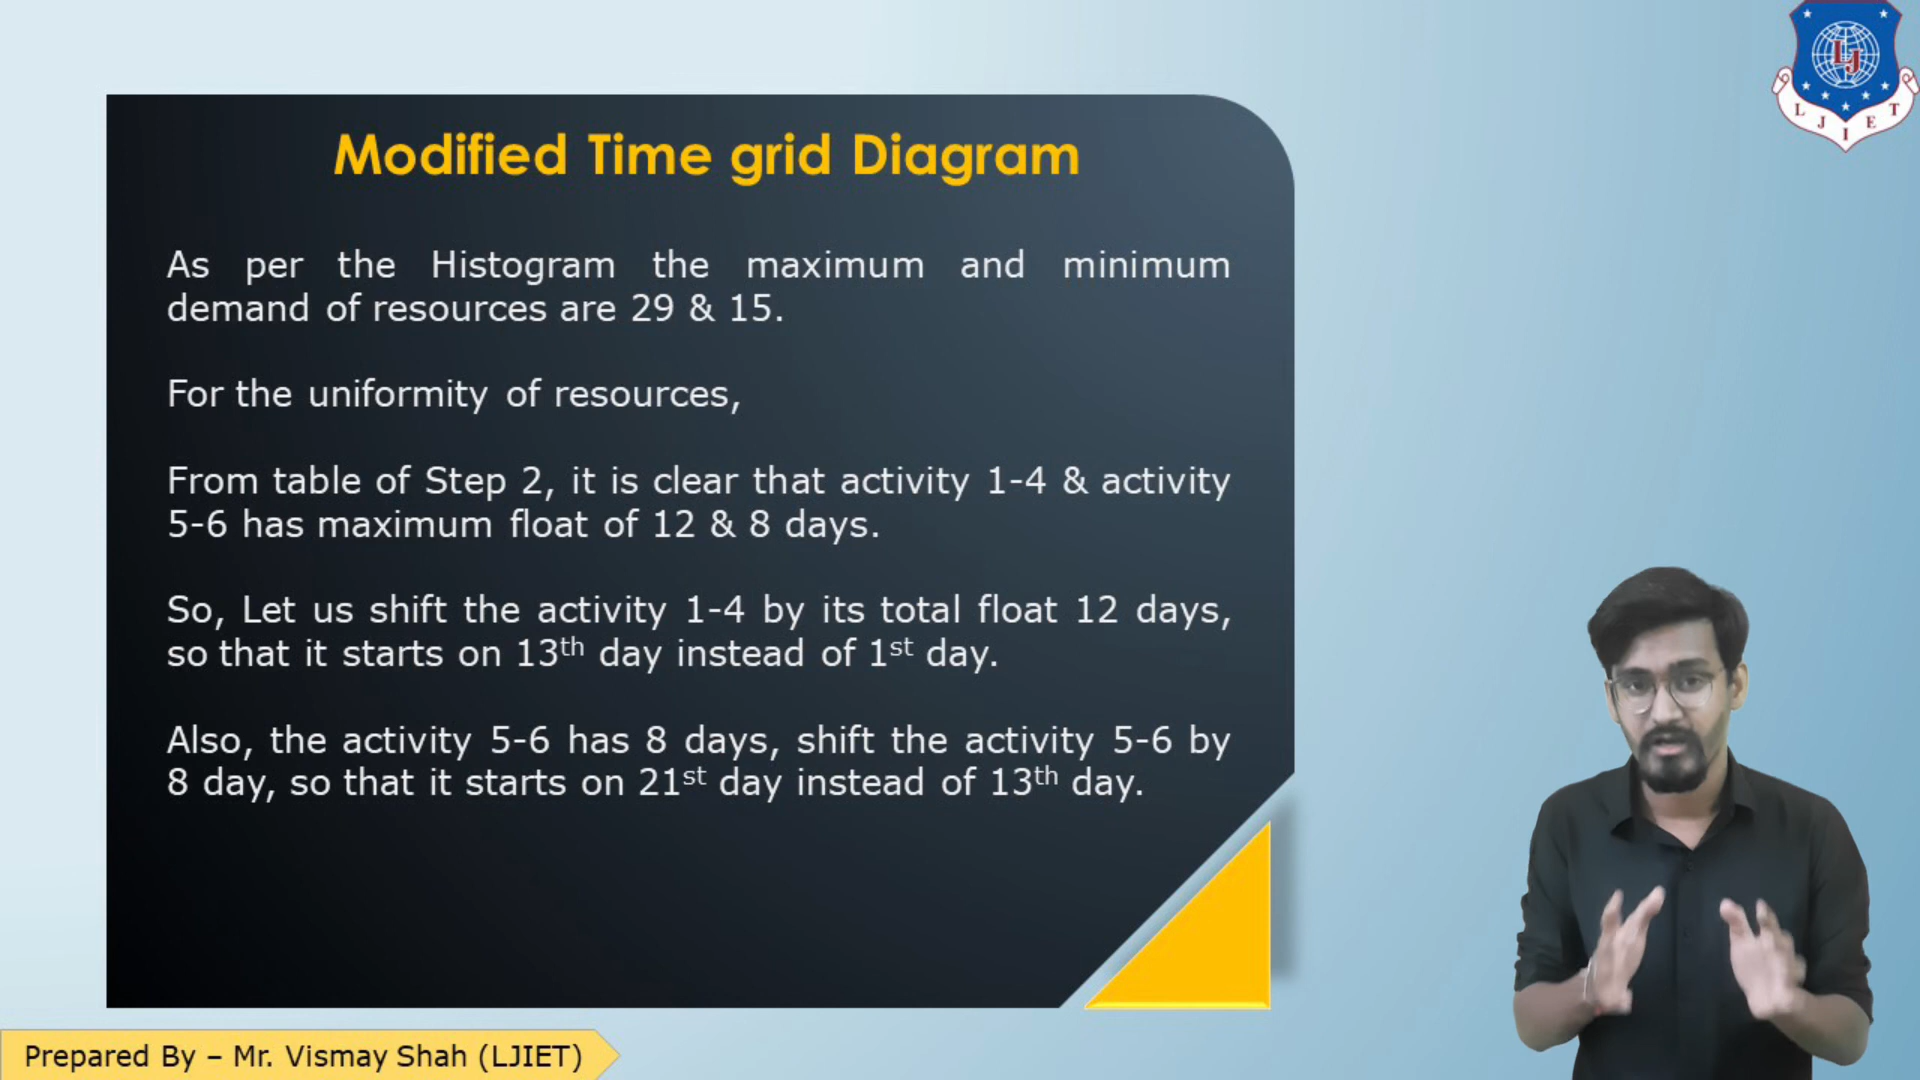 Modified Time grid Diagram
As per the Histogram the maximum and minimum
demand of resources are 29 & 15.
For the uniformity of resources,
From table of Step 2, it is clear that activity 1-4 & activity
5-6 has maximum float of 12 & 8 days.
So, Let us shift the activity 1-4 by its total float 12 days,
so that it starts on 13th day instead of 1st day.
Also, the activity 5-6 has 8 days, shift the activity 5-6 by
8 day, so that it starts on 21st day instead of 13th day.
LJ
L J I E T
Prepared By – Mr. Vismay Shah (LJIET)